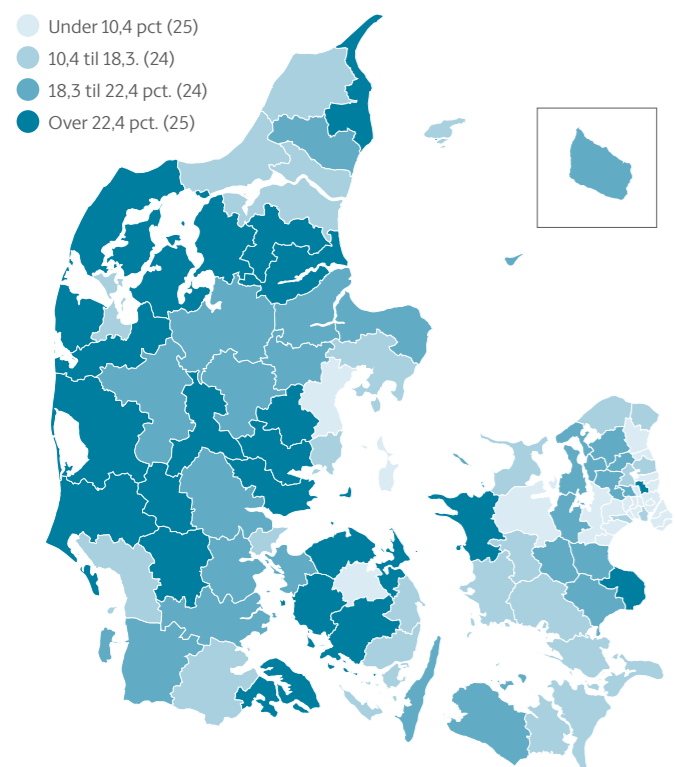 Under 10,4 pct (25)
10,4 til 18,3. (24)
18,3 til 22,4 pct. (24)
Over 22,4 pct. (25)